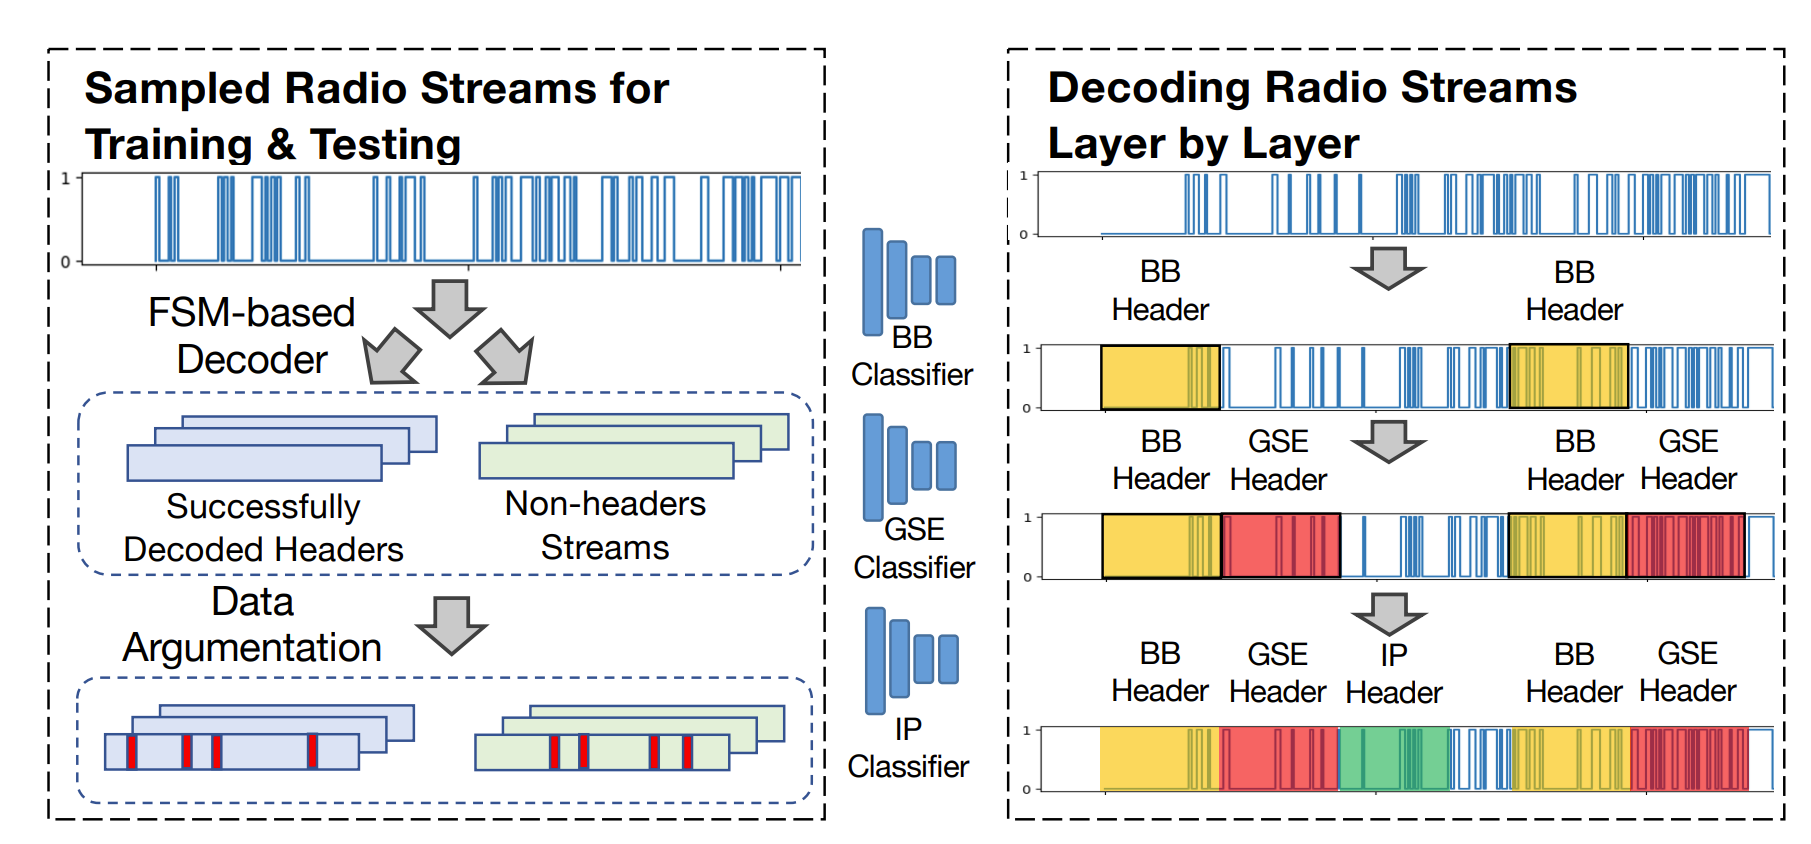 Sampled Radio Streams for
Training & Testing
1
0
FSM-based
Decoder
Successfully
Decoded Headers
Non-headers
Streams
Data
Argumentation
BB
Classifier
GSE
Classifier
IP
Classifier
Decoding Radio Streams
Layer by Layer
1
0
BB
Header
BB
Header
1
0
BB
Header
GSE
Header
BB
Header
GSE
Header
1
0
BB
Header
GSE
Header
IP
Header
BB
Header
GSE
Header
1
0